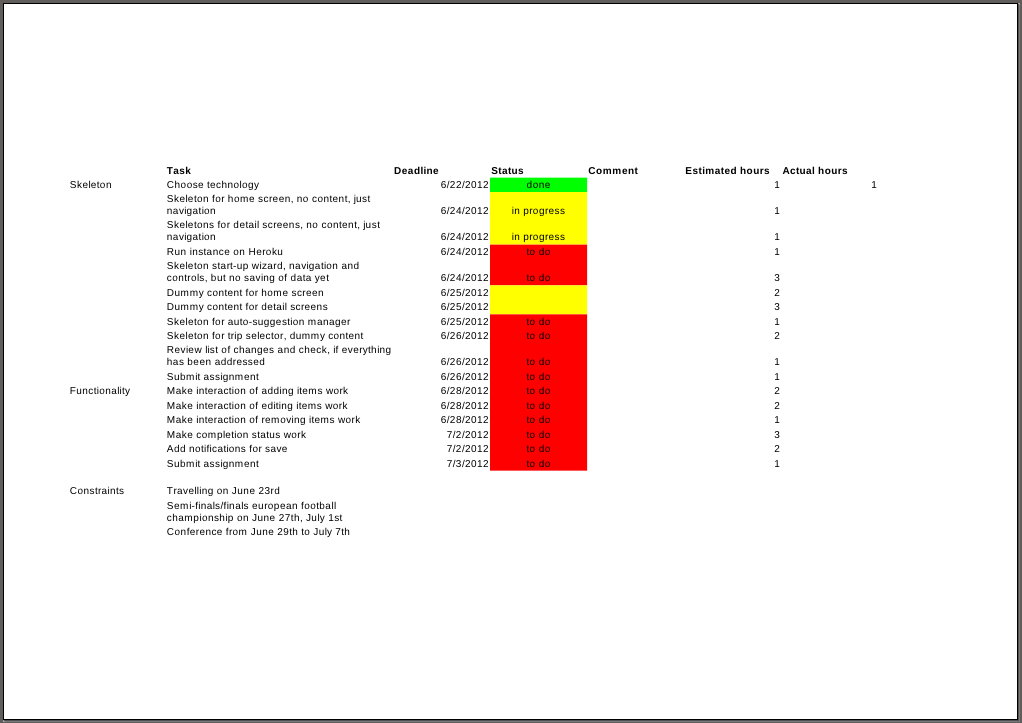 Task Deadline Status Comment Estimated hours Actual hours
Skeleton Choose technology 6/22/2012 done 1 1
Skeleton for home screen, no content, just
navigation 6/24/2012 in progress 1
Skeletons for detail screens, no content, just
navigation 6/24/2012 in progress 1
Run instance on Heroku 6/24/2012 to do 1
Skeleton start-up wizard, navigation and
controls, but no saving of data yet 6/24/2012 to do 3
Dummy content for home screen 6/25/2012 2
Dummy content for detail screens 6/25/2012 3
Skeleton for auto-suggestion manager 6/25/2012 to do 1
Skeleton for trip selector, dummy content 6/26/2012 to do 2
Review list of changes and check, if everything
has been addressed 6/26/2012 to do 1
Submit assignment 6/26/2012 to do 1
Functionality Make interaction of adding items work 6/28/2012 to do 2
Make interaction of editing items work 6/28/2012 to do 2
Make interaction of removing items work 6/28/2012 to do 1
Make completion status work 7/2/2012 to do 3
Add notifications for save 7/2/2012 to do 2
Submit assignment 7/3/2012 to do 1
Constraints Travelling on June 23rd
Semi-finals/finals european football
championship on June 27th, July 1st
Conference from June 29th to July 7th